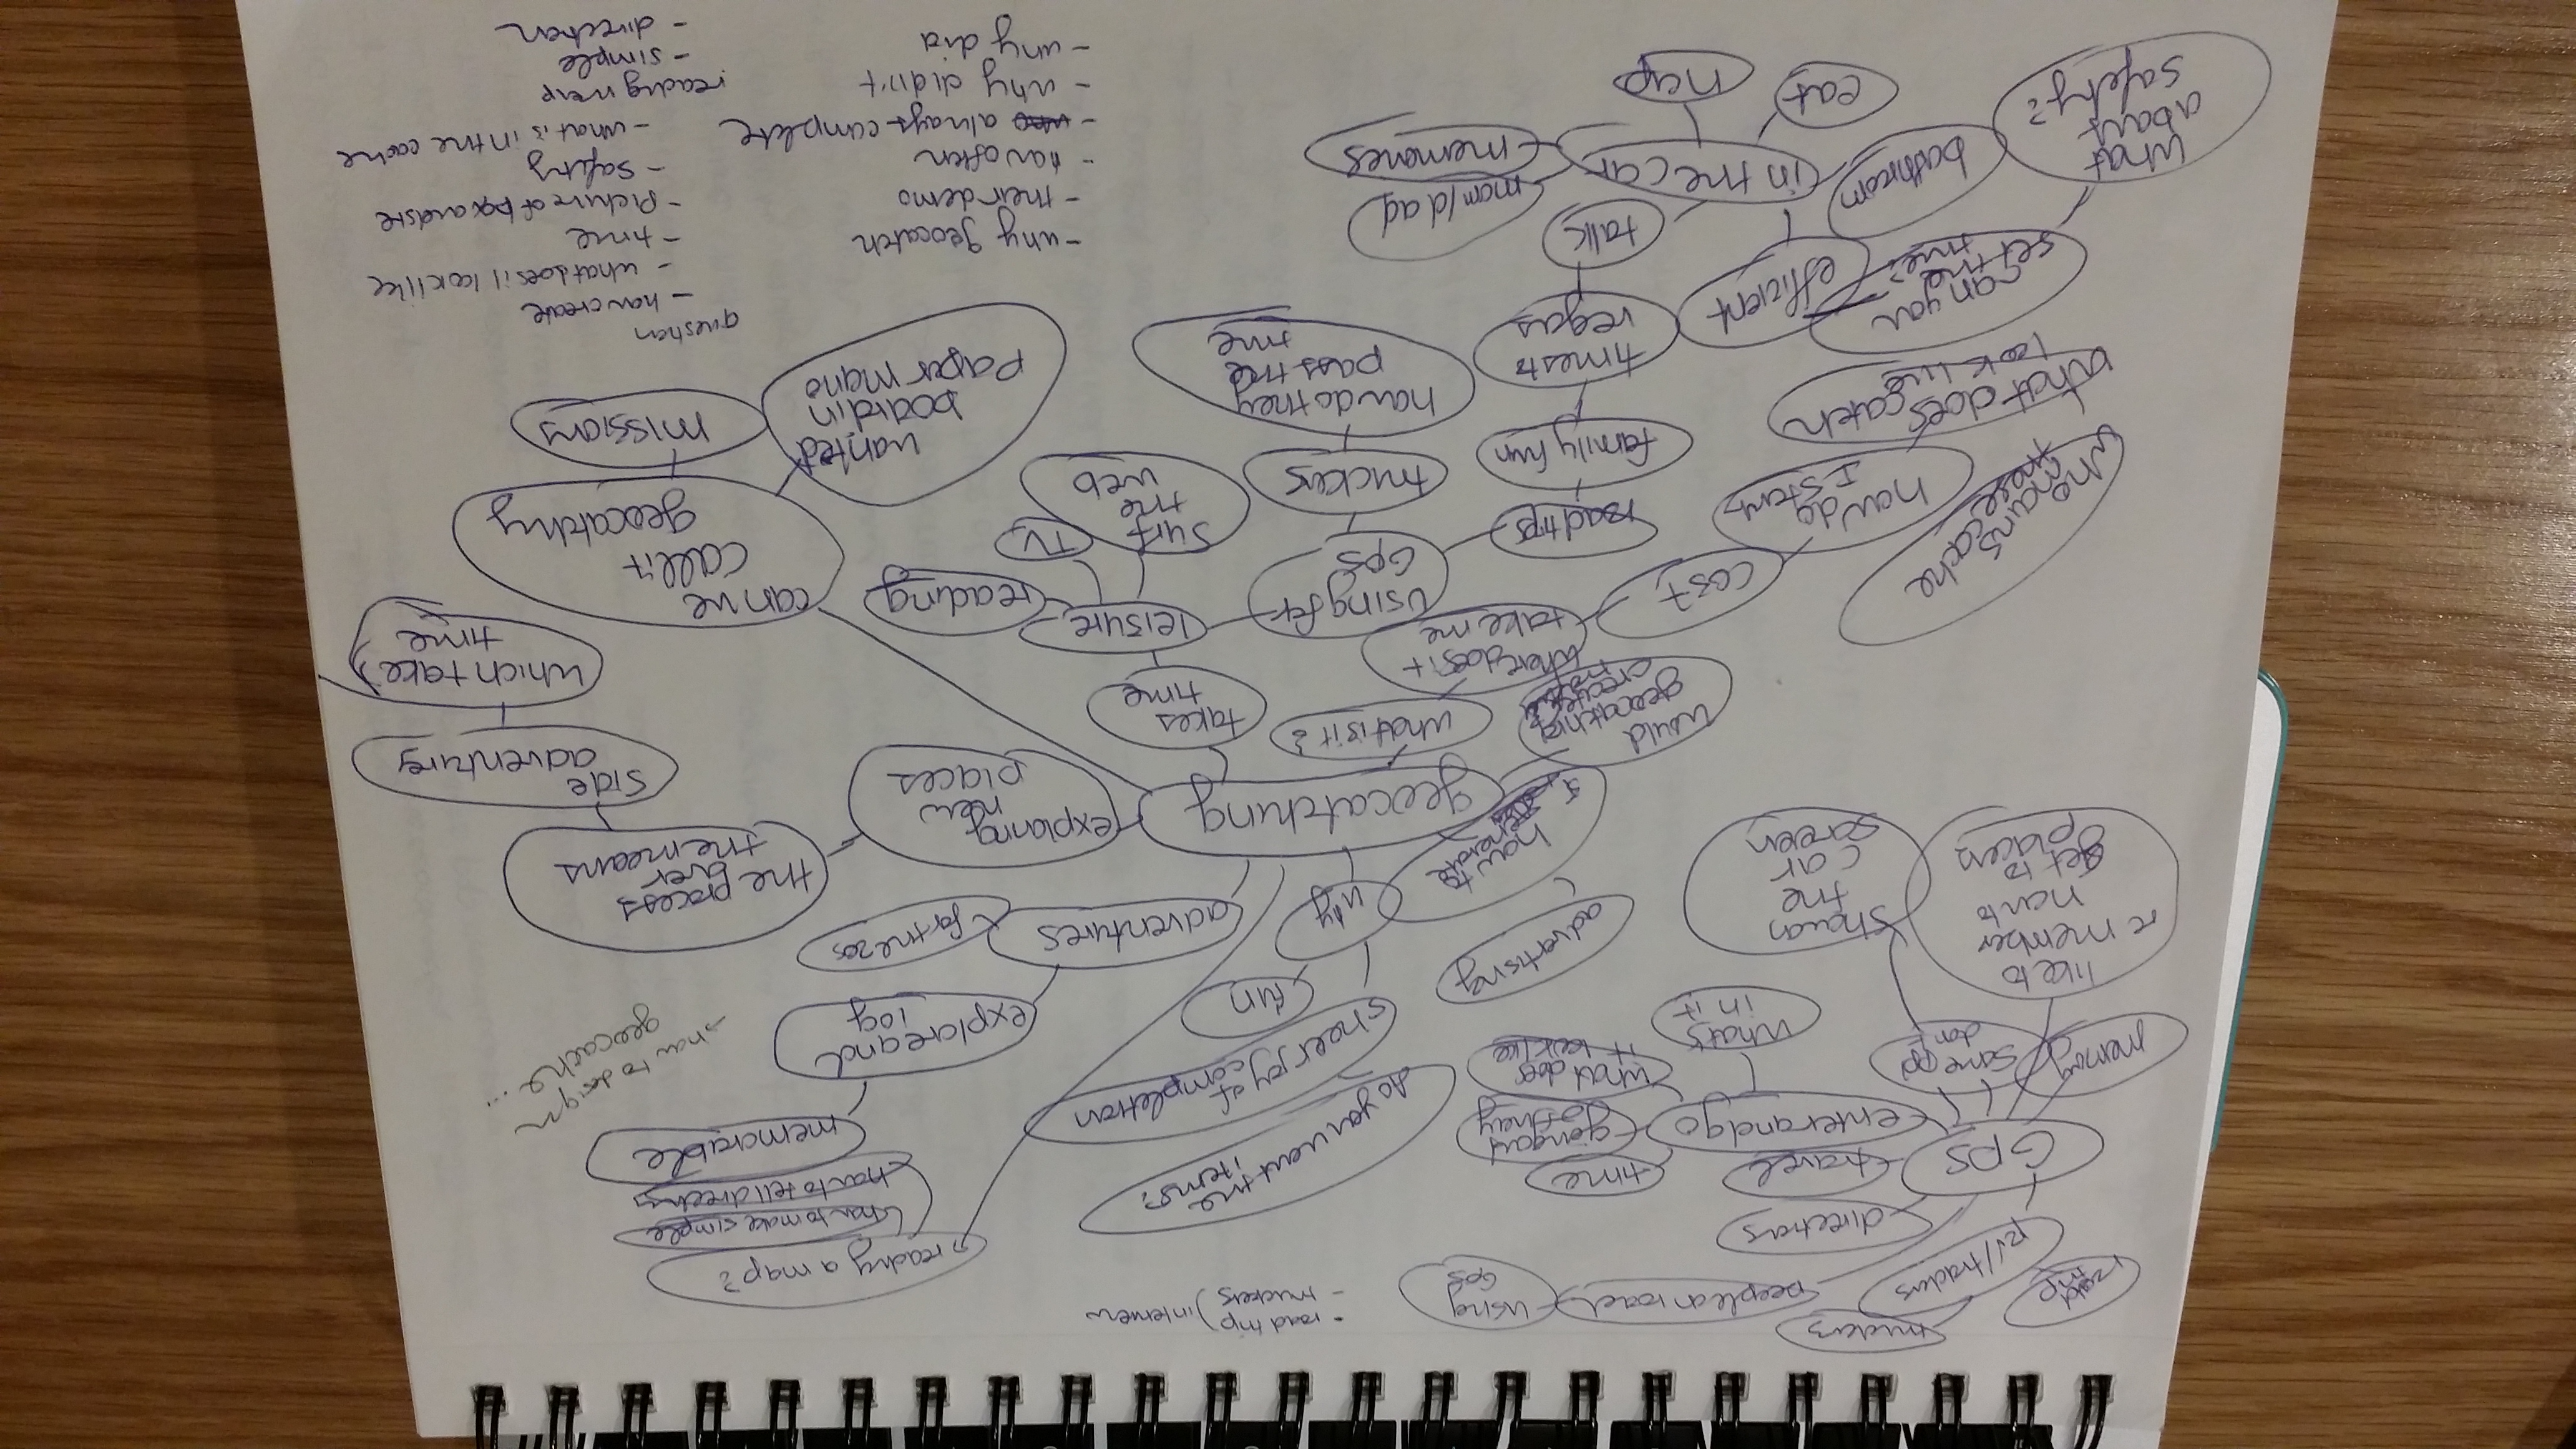 truckers
road
trip
rv/truckers
people on road
using
GPS
- road trip
- truckers
interview
directions
GPS
travel
enter and go
time
going out
of way
what does
it look like
what's
in it
memory
some ppl
don't
like to
remember
how to
get to
places
shown
the
car
screen
reading a map?
how to make simple
how to tell direction
memorable
explore and
log
→ how to design
geocache...
do you want the
items?
sheer joy of
completion
fun
why
advertising
how to
generate
adventures
for the 20s
geocatching
exploring
new
places
the process
over
the means
side
adventures
which take
time
would
geocatching
create
what is it?
where does it
take me
takes
time
cost
how do
I start
who owns
these cache
what does catch
look like
can you
set the
time?
what
about
safety?
leisure
reading
TV
surf
the
web
using for
GPS
road trips
family fun
times to
regas
truckers
how do they
pass the
time
efficient
talk
in the car
mom/dad
memories
bathroom
eat
nap
can we
call it
geocatching
wanted
board in
paper mario
missions
- why geocatch
- their demo
- how often
- who always complete
- why didn't
- why did
question
- how create
- what does it look like
- time
- picture of box and site
- safety
- what is in the cache
reading map
- simple
- direction